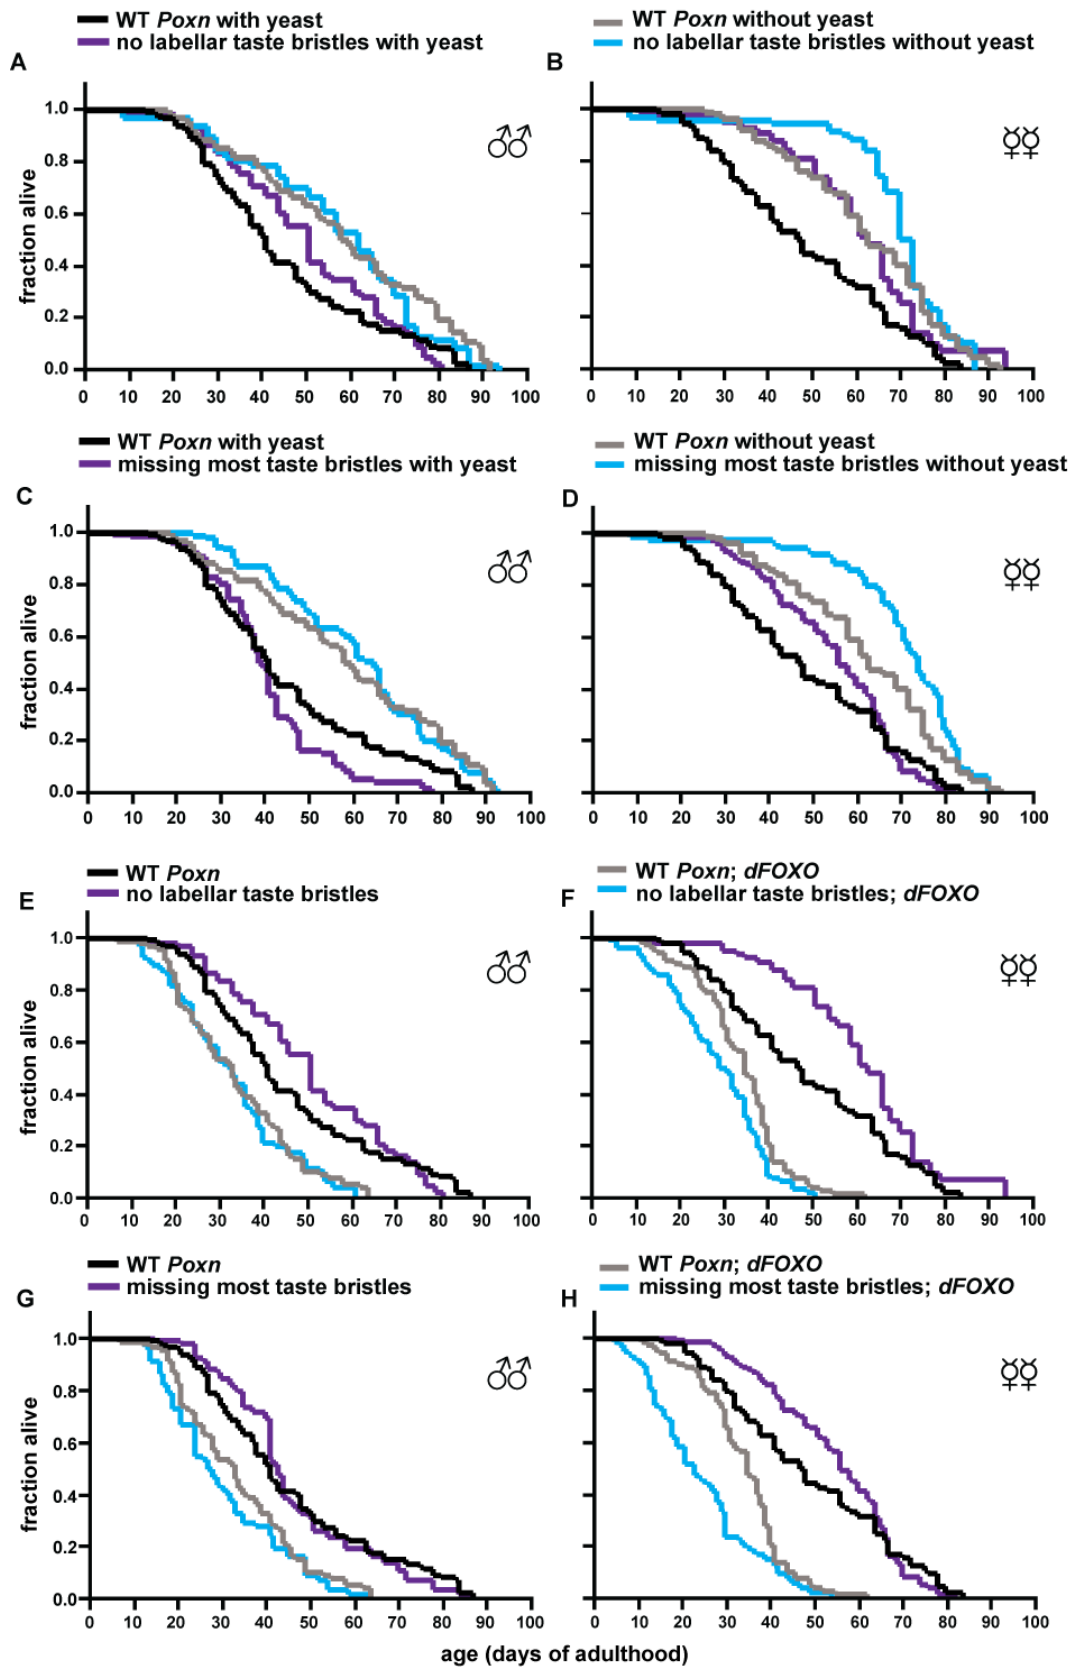 WT Poxn with yeast
no labellar taste bristles with yeast
WT Poxn without yeast
no labellar taste bristles without yeast
A
B
1.0
0.8
0.6
0.4
0.2
0.0
fraction alive
♂♂
☿☿
0 10 20 30 40 50 60 70 80 90 100
0 10 20 30 40 50 60 70 80 90 100
WT Poxn with yeast
missing most taste bristles with yeast
WT Poxn without yeast
missing most taste bristles without yeast
C
D
1.0
0.8
0.6
0.4
0.2
0.0
fraction alive
♂♂
☿☿
0 10 20 30 40 50 60 70 80 90 100
0 10 20 30 40 50 60 70 80 90 100
WT Poxn
no labellar taste bristles
WT Poxn; dFOXO
no labellar taste bristles; dFOXO
E
F
1.0
0.8
0.6
0.4
0.2
0.0
fraction alive
♂♂
☿☿
0 10 20 30 40 50 60 70 80 90 100
0 10 20 30 40 50 60 70 80 90 100
WT Poxn
missing most taste bristles
WT Poxn; dFOXO
missing most taste bristles; dFOXO
G
H
1.0
0.8
0.6
0.4
0.2
0.0
fraction alive
♂♂
☿☿
0 10 20 30 40 50 60 70 80 90 100
0 10 20 30 40 50 60 70 80 90 100
age (days of adulthood)